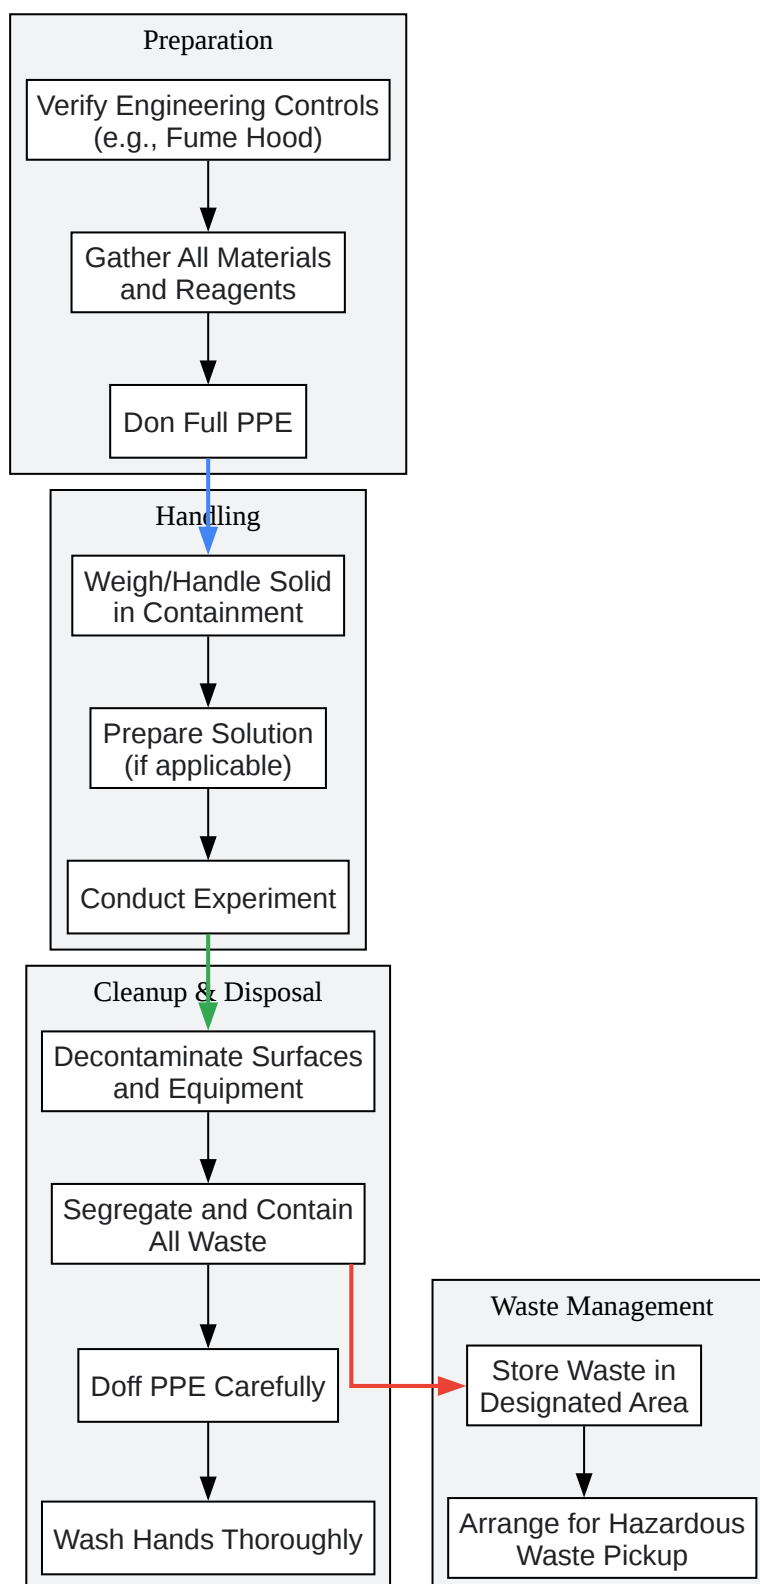 Preparation
Verify Engineering Controls
(e.g., Fume Hood)
Gather All Materials
and Reagents
Don Full PPE
Handling
Weigh/Handle Solid
in Containment
Prepare Solution
(if applicable)
Conduct Experiment
Cleanup & Disposal
Decontaminate Surfaces
and Equipment
Segregate and Contain
All Waste
Doff PPE Carefully
Wash Hands Thoroughly
Waste Management
Store Waste in
Designated Area
Arrange for Hazardous
Waste Pickup